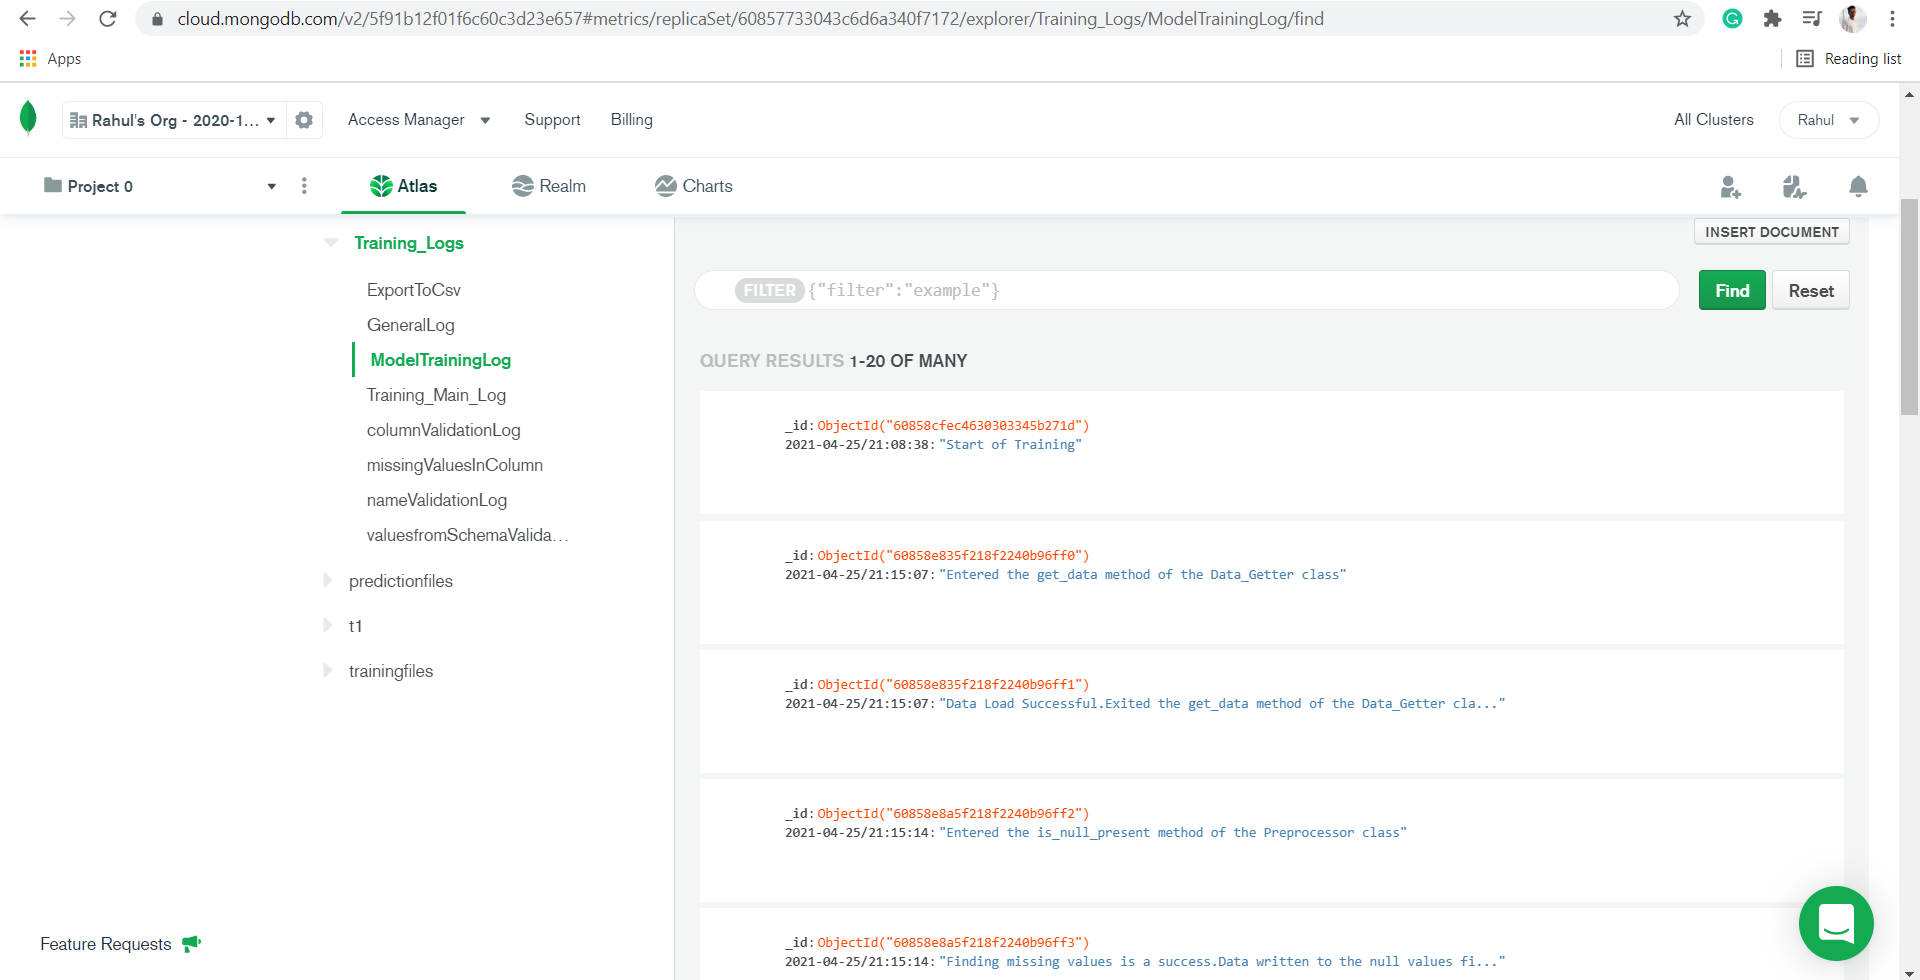 cloud.mongodb.com/v2/5f91b12f01f6c60c3d23e657#metrics/replicaSet/60857733043c6d6a340f7172/explorer/Training_Logs/ModelTrainingLog/find
Apps
Reading list
Rahul's Org - 2020-1...
Access Manager
Support
Billing
All Clusters
Rahul
Project 0
Atlas
Realm
Charts
Training_Logs
ExportToCsv
GeneralLog
ModelTrainingLog
Training_Main_Log
columnValidationLog
missingValuesInColumn
nameValidationLog
valuesfromSchemaValida...
predictionfiles
t1
trainingfiles
Feature Requests
INSERT DOCUMENT
FILTER {"filter":"example"}
Find
Reset
QUERY RESULTS 1-20 OF MANY
_id:ObjectId("60858cfec4630303345b271d")
2021-04-25/21:08:38:"Start of Training"
_id:ObjectId("60858e835f218f2240b96ff0")
2021-04-25/21:15:07:"Entered the get_data method of the Data_Getter class"
_id:ObjectId("60858e835f218f2240b96ff1")
2021-04-25/21:15:07:"Data Load Successful.Exited the get_data method of the Data_Getter cla..."
_id:ObjectId("60858e8a5f218f2240b96ff2")
2021-04-25/21:15:14:"Entered the is_null_present method of the Preprocessor class"
_id:ObjectId("60858e8a5f218f2240b96ff3")
2021-04-25/21:15:14:"Finding missing values is a success.Data written to the null values fi..."